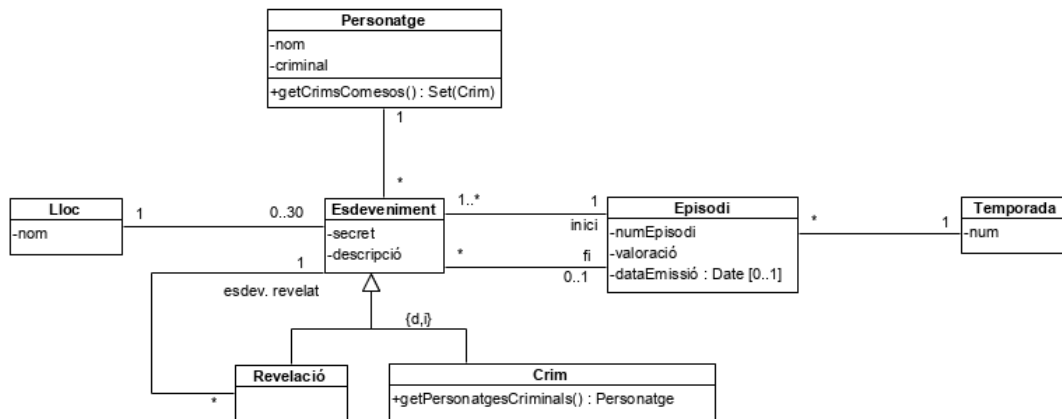 Personatge
-nom
-criminal
+getCrimsComesos() : Set(Crim)
1
*
Lloc
-nom
1
0..30
Esdeveniment
-secret
-descripció
1..*
1
inici
*
fi
0..1
Episodi
-numEpisodi
-valoració
-dataEmissió : Date [0..1]
*
1
Temporada
-num
1
esdev. revelat
{d,i}
*
Revelació
Crim
+getPersonatgesCriminals() : Personatge